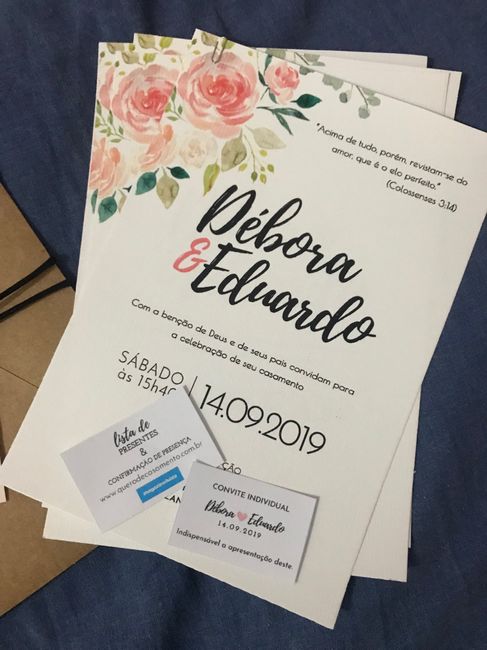 "Acima de tudo, porém, revistam-se do
amor, que é o elo perfeito."
(Colossenses 3:14)
Débora
& Eduardo
Com a benção de Deus e de seus pais convidam para
a celebração de seu casamento
SÁBADO
às 15h40
14.09.2019
lista de
PRESENTES
&
CONFIRMAÇÃO DE PRESENÇA
www.querodecasamento.com.br
CONVITE INDIVIDUAL
Débora Eduardo
14.09.2019
Indispensável a apresentação deste.